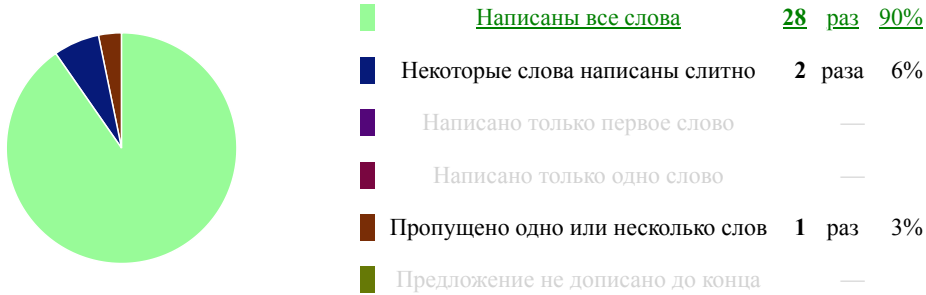 Написаны все слова 28 раз 90%
Некоторые слова написаны слитно 2 раза 6%
Написано только первое слово —
Написано только одно слово —
Пропущено одно или несколько слов 1 раз 3%
Предложение не дописано до конца —